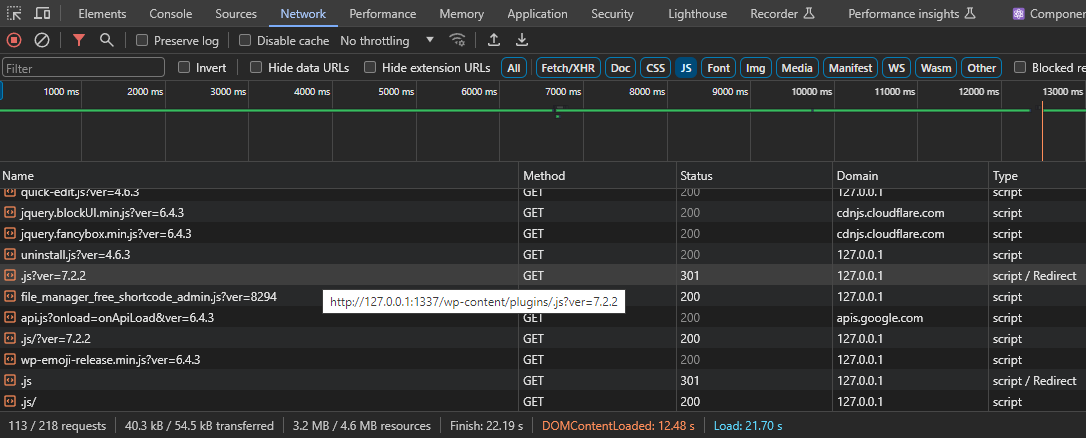 Elements Console Sources Network Performance Memory Application Security Lighthouse Recorder Performance insights Componen
Preserve log Disable cache No throttling
Filter Invert Hide data URLs Hide extension URLs All Fetch/XHR Doc CSS JS Font Img Media Manifest WS Wasm Other Blocked re
1000 ms 2000 ms 3000 ms 4000 ms 5000 ms 6000 ms 7000 ms 8000 ms 9000 ms 10000 ms 11000 ms 12000 ms 13000 ms
Name Method Status Domain Type
quick-edit.js?ver=4.6.3 GET 200 127.0.0.1 script
jquery.blockUI.min.js?ver=6.4.3 GET 200 cdnjs.cloudflare.com script
jquery.fancybox.min.js?ver=6.4.3 GET 200 cdnjs.cloudflare.com script
uninstall.js?ver=4.6.3 GET 200 127.0.0.1 script
.js?ver=7.2.2 GET 301 127.0.0.1 script / Redirect
file_manager_free_shortcode_admin.js?ver=8294 GET 200 127.0.0.1 script
http://127.0.0.1:1337/wp-content/plugins/.js?ver=7.2.2
api.js?onload=onApiLoad&ver=6.4.3 GET 200 apis.google.com script
.js/?ver=7.2.2 GET 200 127.0.0.1 script
wp-emoji-release.min.js?ver=6.4.3 GET 200 127.0.0.1 script
.js GET 301 127.0.0.1 script / Redirect
.js/ GET 200 127.0.0.1 script
113 / 218 requests 40.3 kB / 54.5 kB transferred 3.2 MB / 4.6 MB resources Finish: 22.19 s DOMContentLoaded: 12.48 s Load: 21.70 s